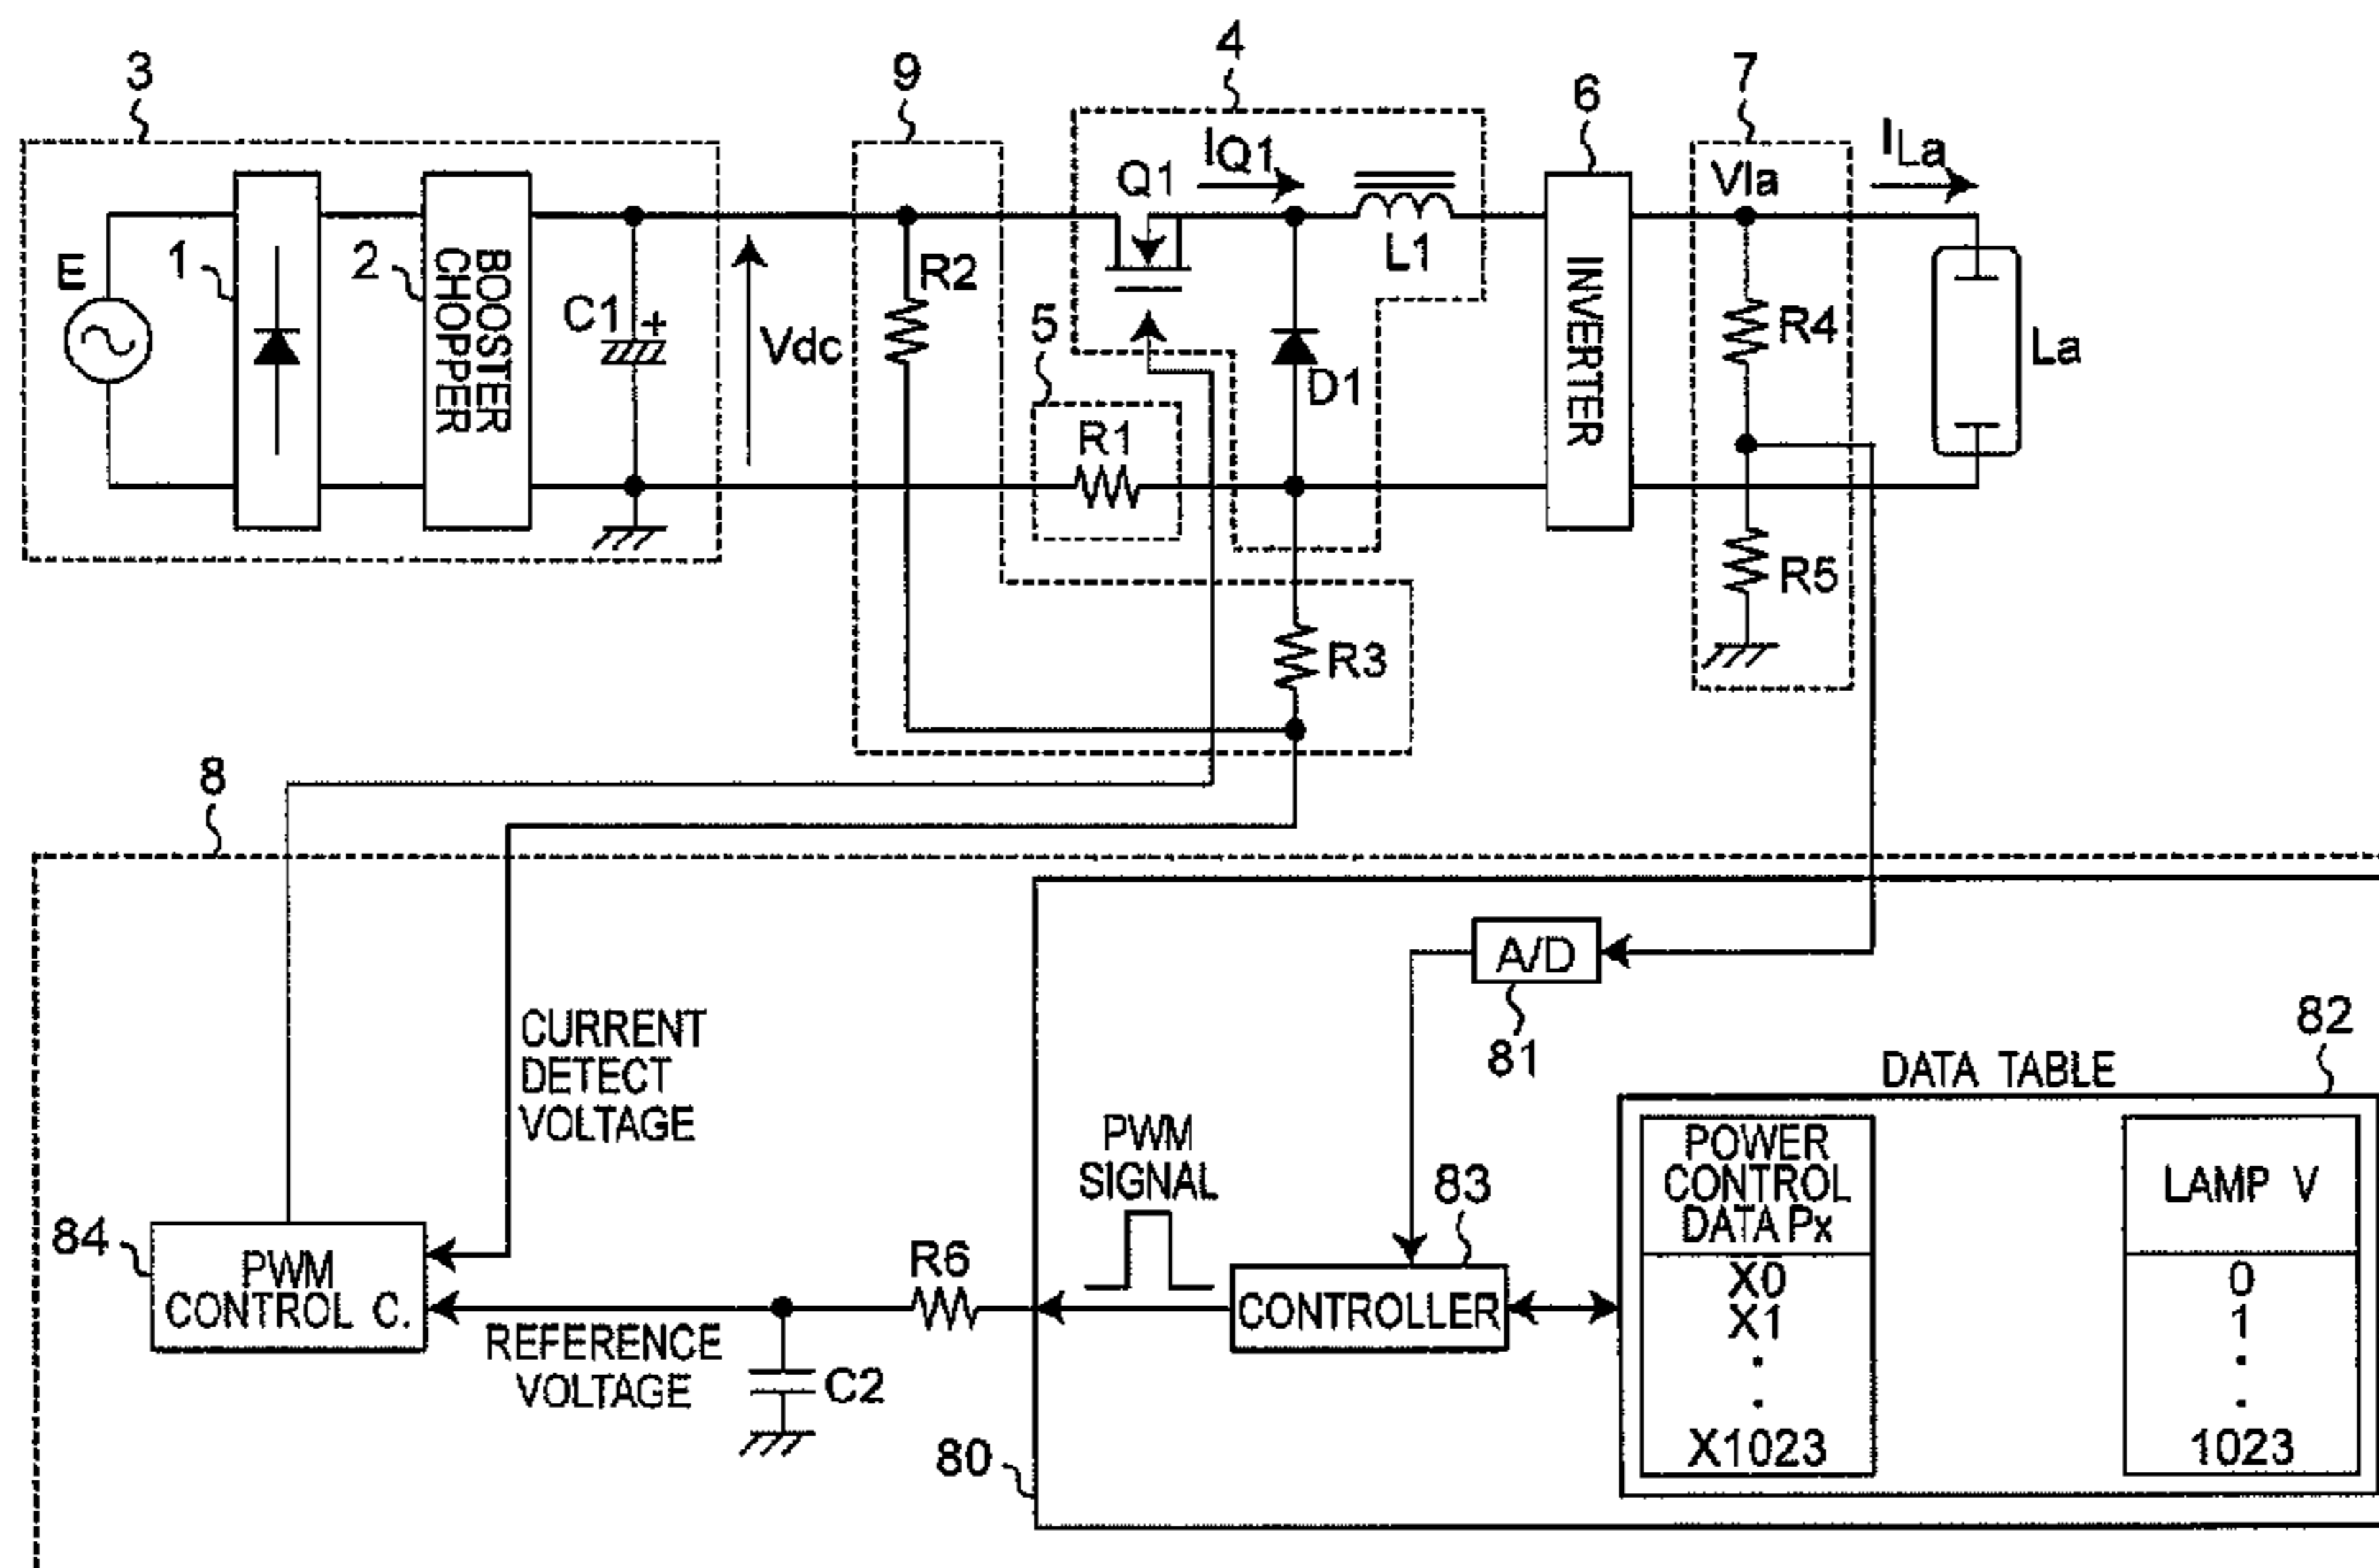 3
9
4
6
7
IQ1
Q1
VIa
ILa
E
1
2
BOOSTER
CHOPPER
C1
+
Vdc
R2
5
R1
D1
L1
INVERTER
R4
La
R5
R3
8
A/D
81
82
CURRENT
DETECT
VOLTAGE
DATA TABLE
PWM
SIGNAL
POWER
CONTROL
DATA Px
LAMP V
83
84
PWM
CONTROL C.
R6
CONTROLLER
X0
0
X1
1
REFERENCE
VOLTAGE
C2
80
X1023
1023